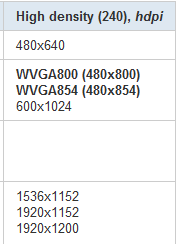 High density (240), hdpi
480x640
WVGA800 (480x800)
WVGA854 (480x854)
600x1024
1536x1152
1920x1152
1920x1200